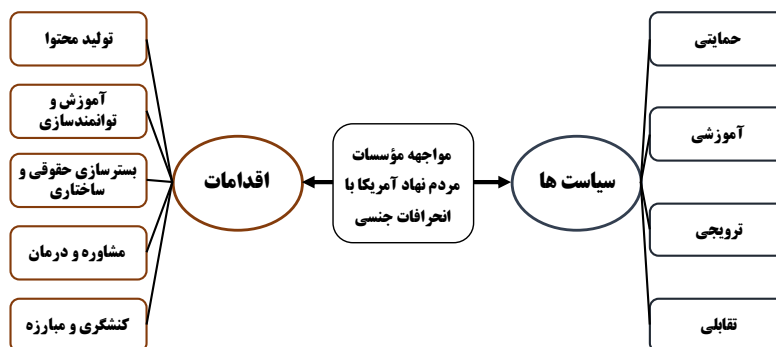 حمایتی
آموزشی
ترویجی
تقابلی
سیاست ها
مواجهه مؤسسات
مردم نهاد آمریکا با
انحرافات جنسی
اقدامات
تولید محتوا
آموزش و
توانمندسازی
بسترسازی حقوقی و
ساختاری
مشاوره و درمان
کنشگری و مبارزه